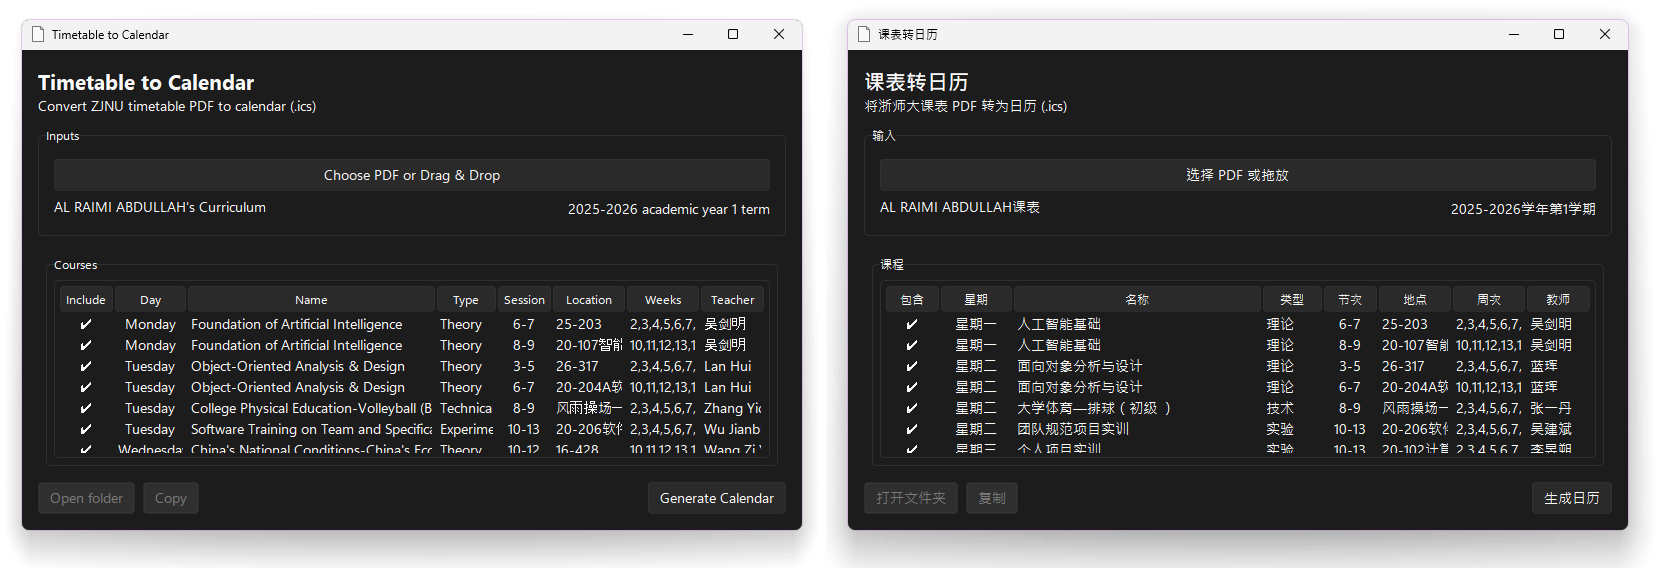 Timetable to Calendar
Timetable to Calendar
Convert ZJNU timetable PDF to calendar (.ics)
Inputs
Choose PDF or Drag & Drop
AL RAIMI ABDULLAH's Curriculum 2025-2026 academic year 1 term
Courses
Include Day Name Type Session Location Weeks Teacher
✔ Monday Foundation of Artificial Intelligence Theory 6-7 25-203 2,3,4,5,6,7, 吴剑明
✔ Monday Foundation of Artificial Intelligence Theory 8-9 20-107智能 10,11,12,13,1 吴剑明
✔ Tuesday Object-Oriented Analysis & Design Theory 3-5 26-317 2,3,4,5,6,7, Lan Hui
✔ Tuesday Object-Oriented Analysis & Design Theory 6-7 20-204A软 10,11,12,13,1 Lan Hui
✔ Tuesday College Physical Education-Volleyball (B Technica 8-9 风雨操场一 2,3,4,5,6,7, Zhang Yic
✔ Tuesday Software Training on Team and Specifica Experime 10-13 20-206软件 2,3,4,5,6,7, Wu Jianb
✔ Wednesda China's National Conditions-China's Ecc Theory 10-12 16-428 10,11,12,13,1 Wang Zi
Open folder Copy Generate Calendar
课表转日历
课表转日历
将浙师大课表 PDF 转为日历 (.ics)
输入
选择 PDF 或拖放
AL RAIMI ABDULLAH课表 2025-2026学年第1学期
课程
包含 星期 名称 类型 节次 地点 周次 教师
✔ 星期一 人工智能基础 理论 6-7 25-203 2,3,4,5,6,7, 吴剑明
✔ 星期一 人工智能基础 理论 8-9 20-107智能 10,11,12,13,1 吴剑明
✔ 星期二 面向对象分析与设计 理论 3-5 26-317 2,3,4,5,6,7, 蓝珲
✔ 星期二 面向对象分析与设计 理论 6-7 20-204A软 10,11,12,13,1 蓝珲
✔ 星期二 大学体育—排球（初级 ） 技术 8-9 风雨操场一 2,3,4,5,6,7, 张一丹
✔ 星期二 团队规范项目实训 实验 10-13 20-206软件 2,3,4,5,6,7, 吴建斌
✔ 星期三 个人项目实训 实验 10-13 20-102计算 2,3,4,5,6,7,
打开文件夹 复制 生成日历